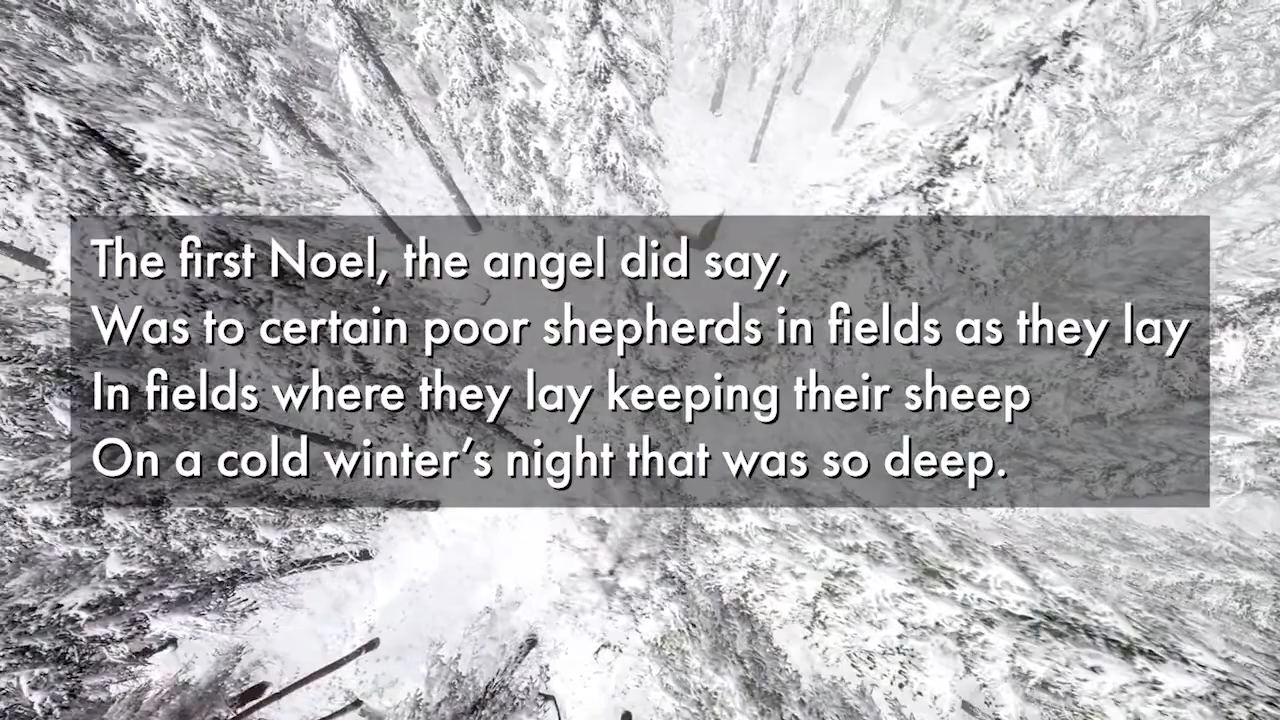 The first Noel, the angel did say,
Was to certain poor shepherds in fields as they lay
In fields where they lay keeping their sheep
On a cold winter’s night that was so deep.